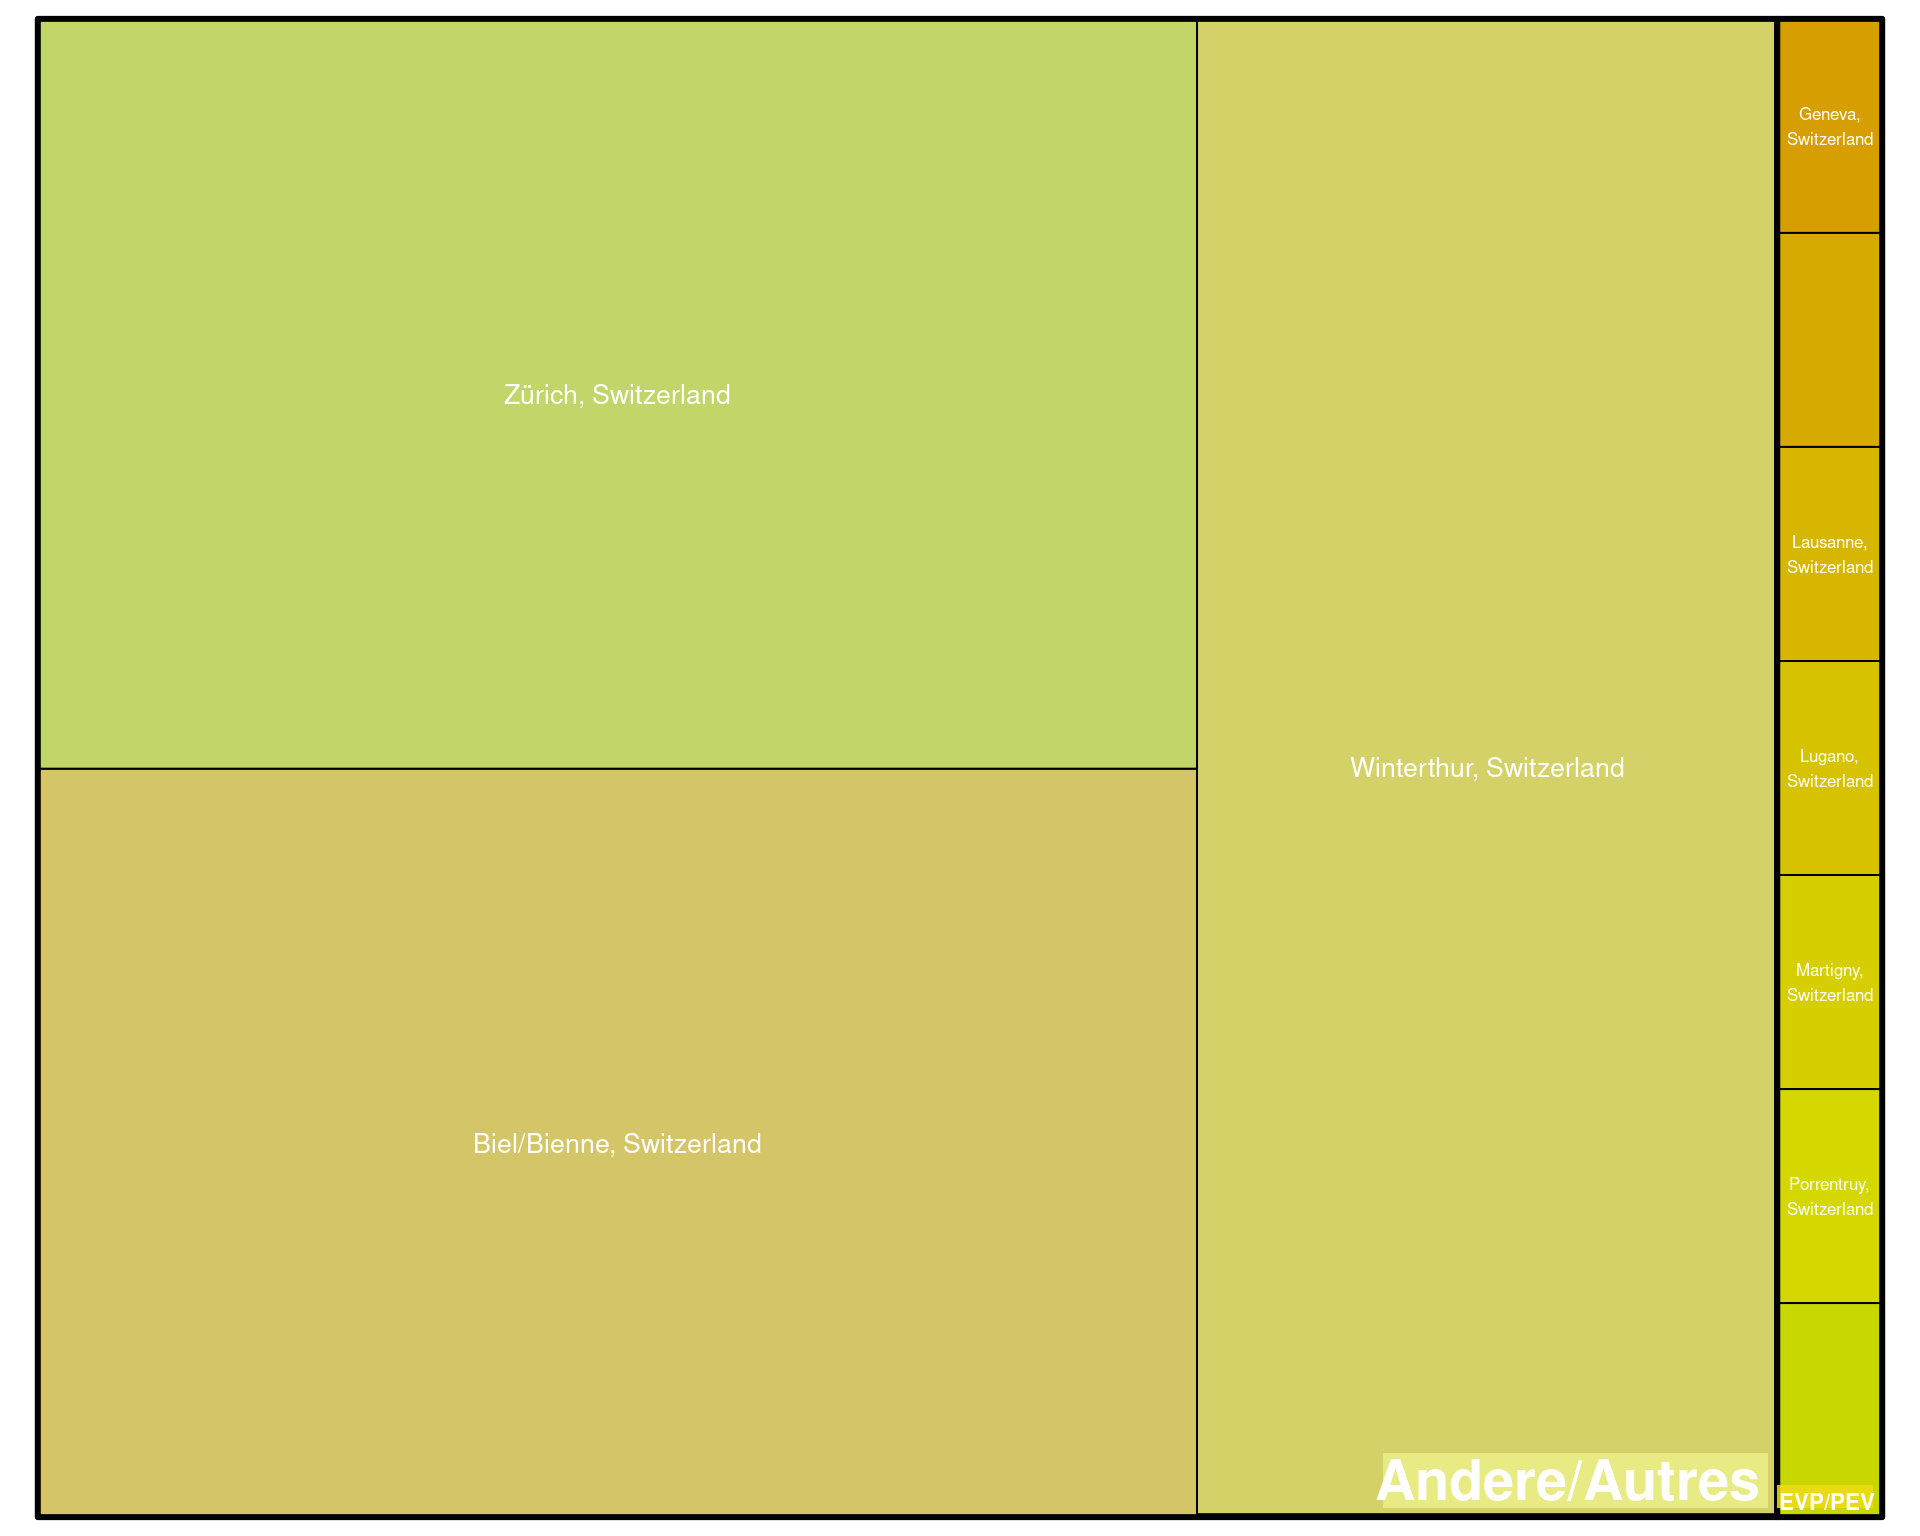 Zürich, Switzerland
Biel/Bienne, Switzerland
Winterthur, Switzerland
Andere/Autres
Geneva,
Switzerland
Lausanne,
Switzerland
Lugano,
Switzerland
Martigny,
Switzerland
Porrentruy,
Switzerland
EVP/PEV